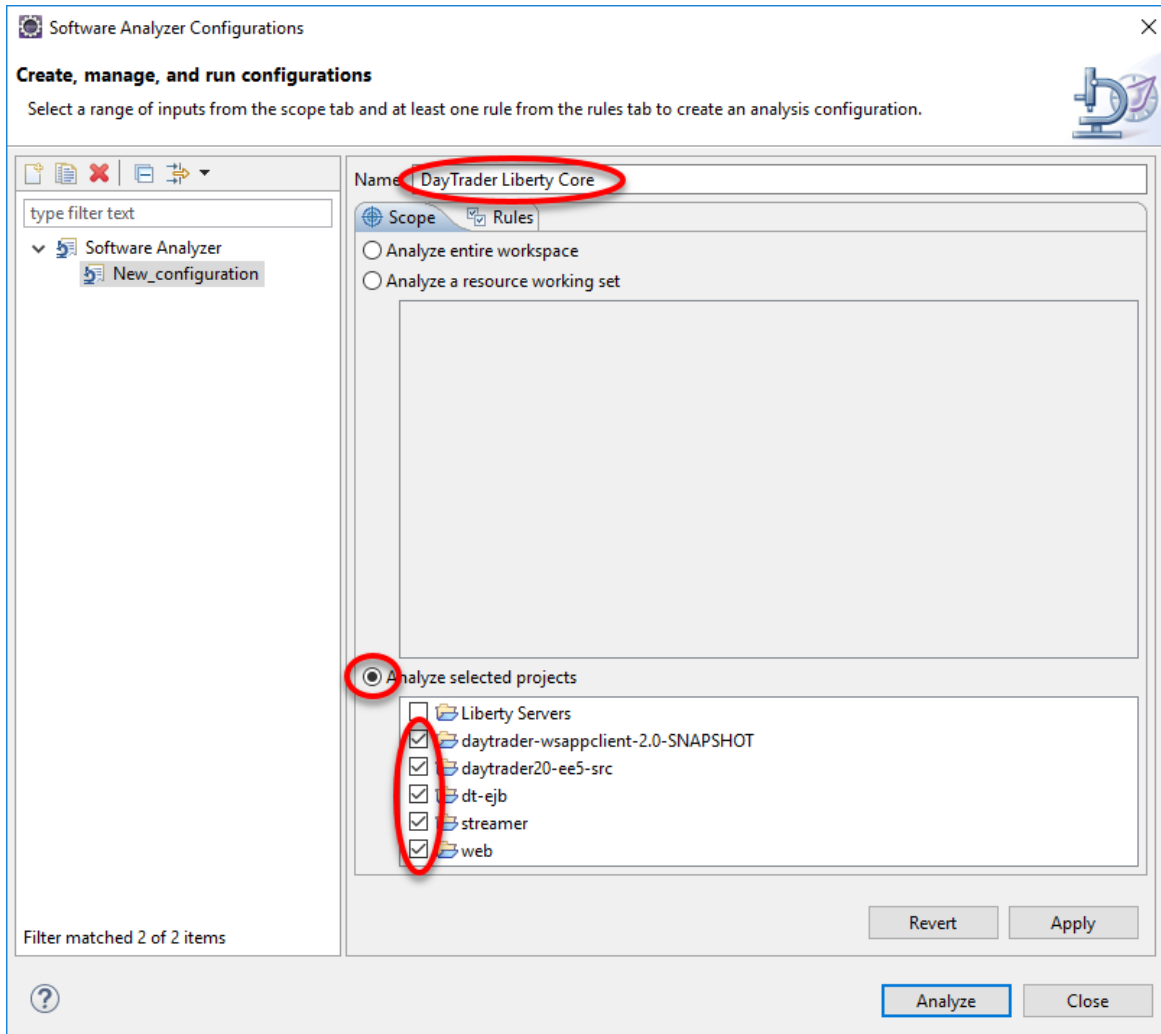 Software Analyzer Configurations
Create, manage, and run configurations
Select a range of inputs from the scope tab and at least one rule from the rules tab to create an analysis configuration.
type filter text
Software Analyzer
New_configuration
Filter matched 2 of 2 items
Name: DayTrader Liberty Core
Scope Rules
Analyze entire workspace
Analyze a resource working set
Analyze selected projects
Liberty Servers
daytrader-wsappclient-2.0-SNAPSHOT
daytrader20-ee5-src
dt-ejb
streamer
web
Revert Apply
? Analyze Close